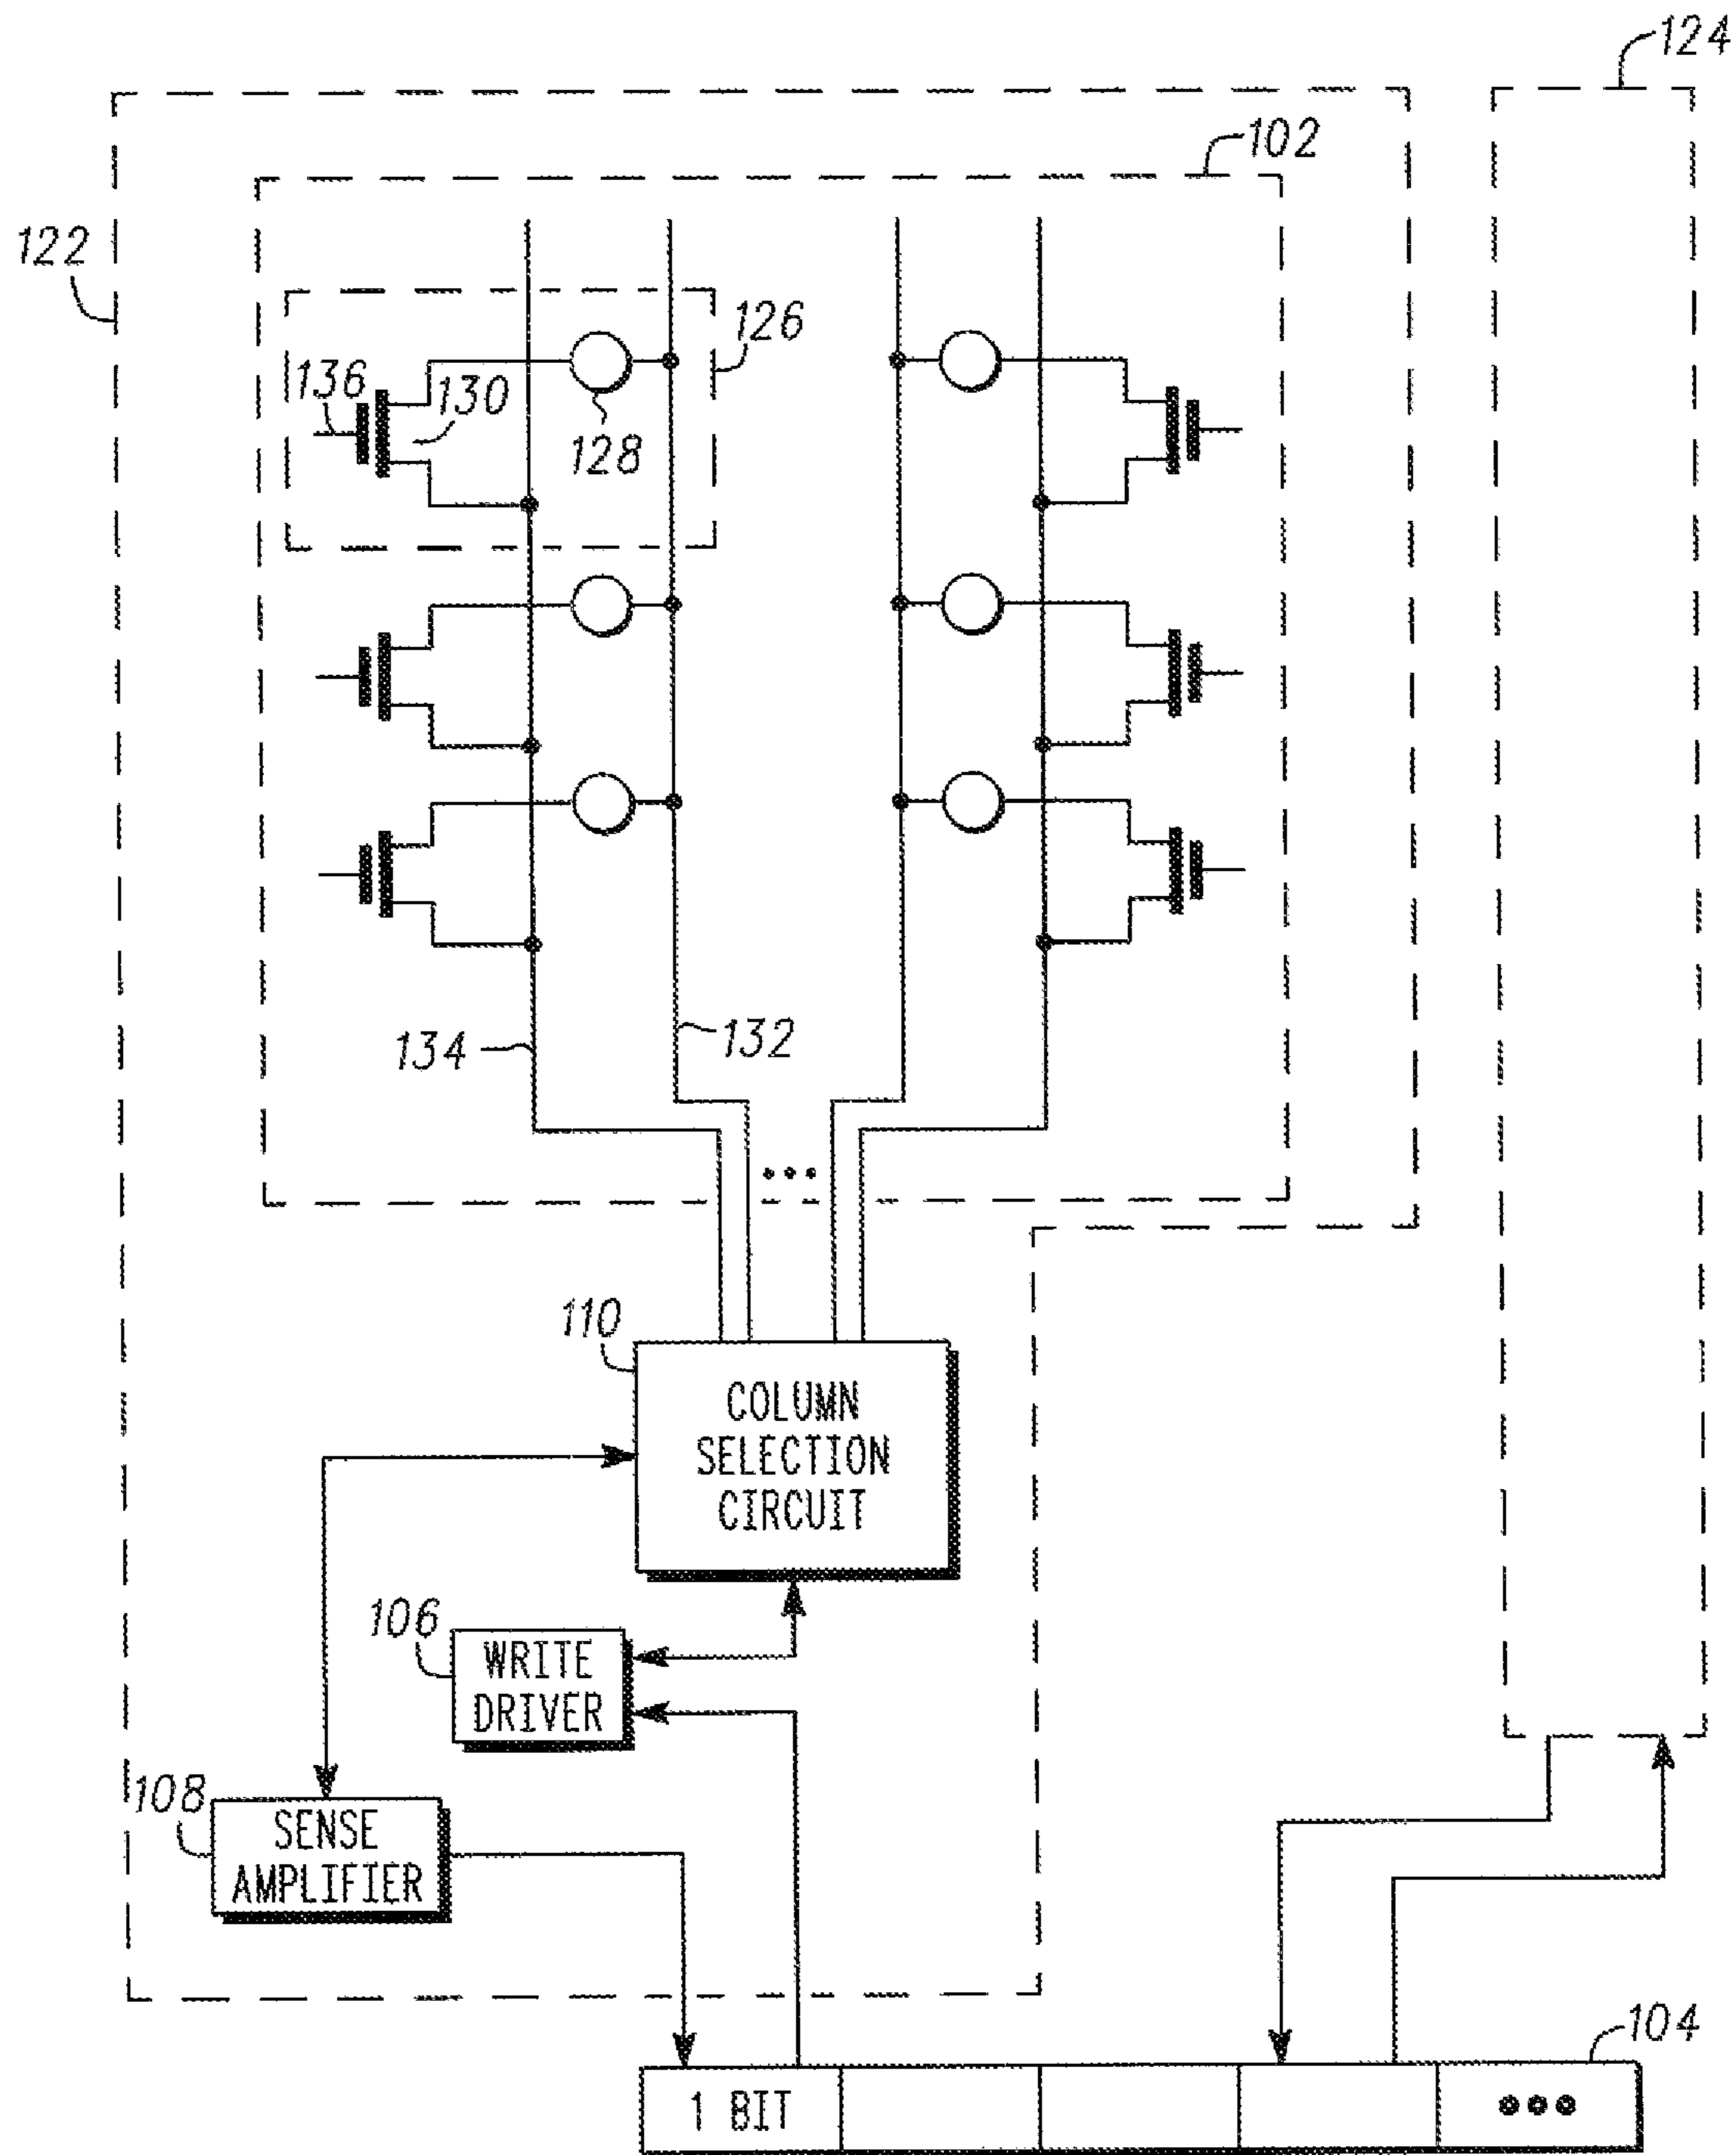 124
102
122
126
136
130
128
134
132
110
COLUMN
SELECTION
CIRCUIT
106
WRITE
DRIVER
108
SENSE
AMPLIFIER
104
1 BIT